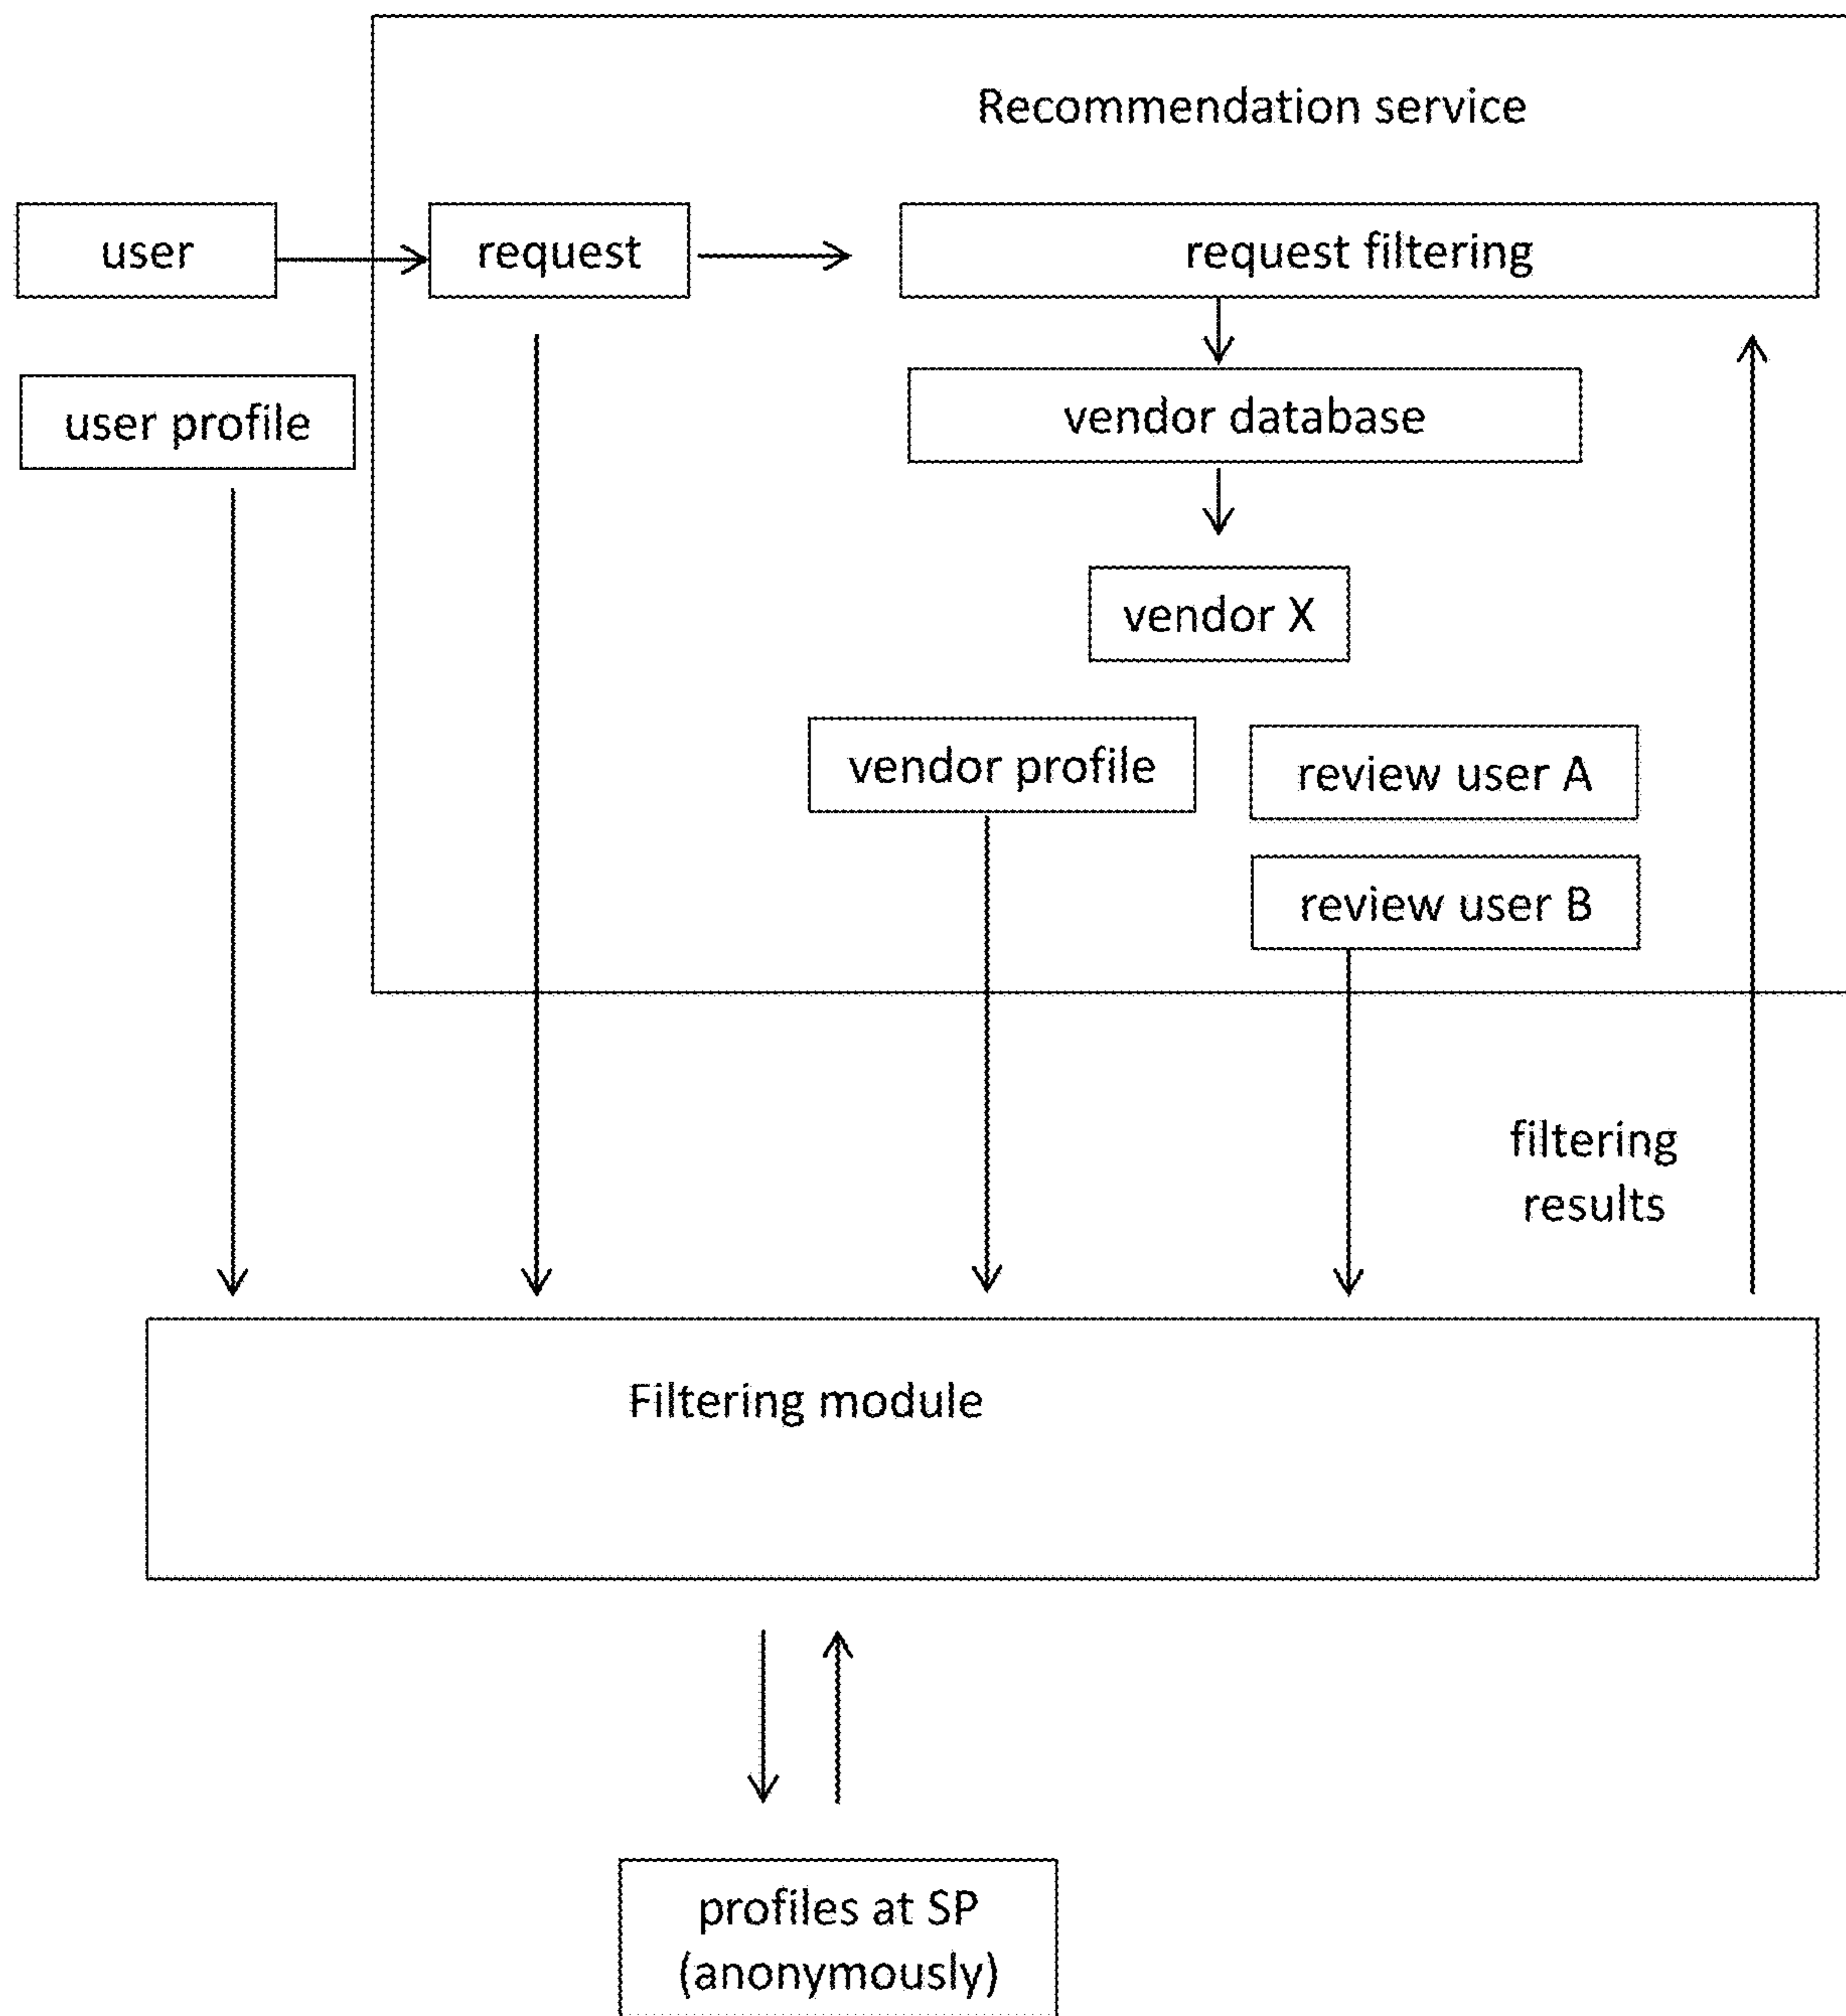 Recommendation service
user
request
request filtering
user profile
vendor database
vendor X
vendor profile
review user A
review user B
filtering
results
Filtering module
profiles at SP
(anonymously)